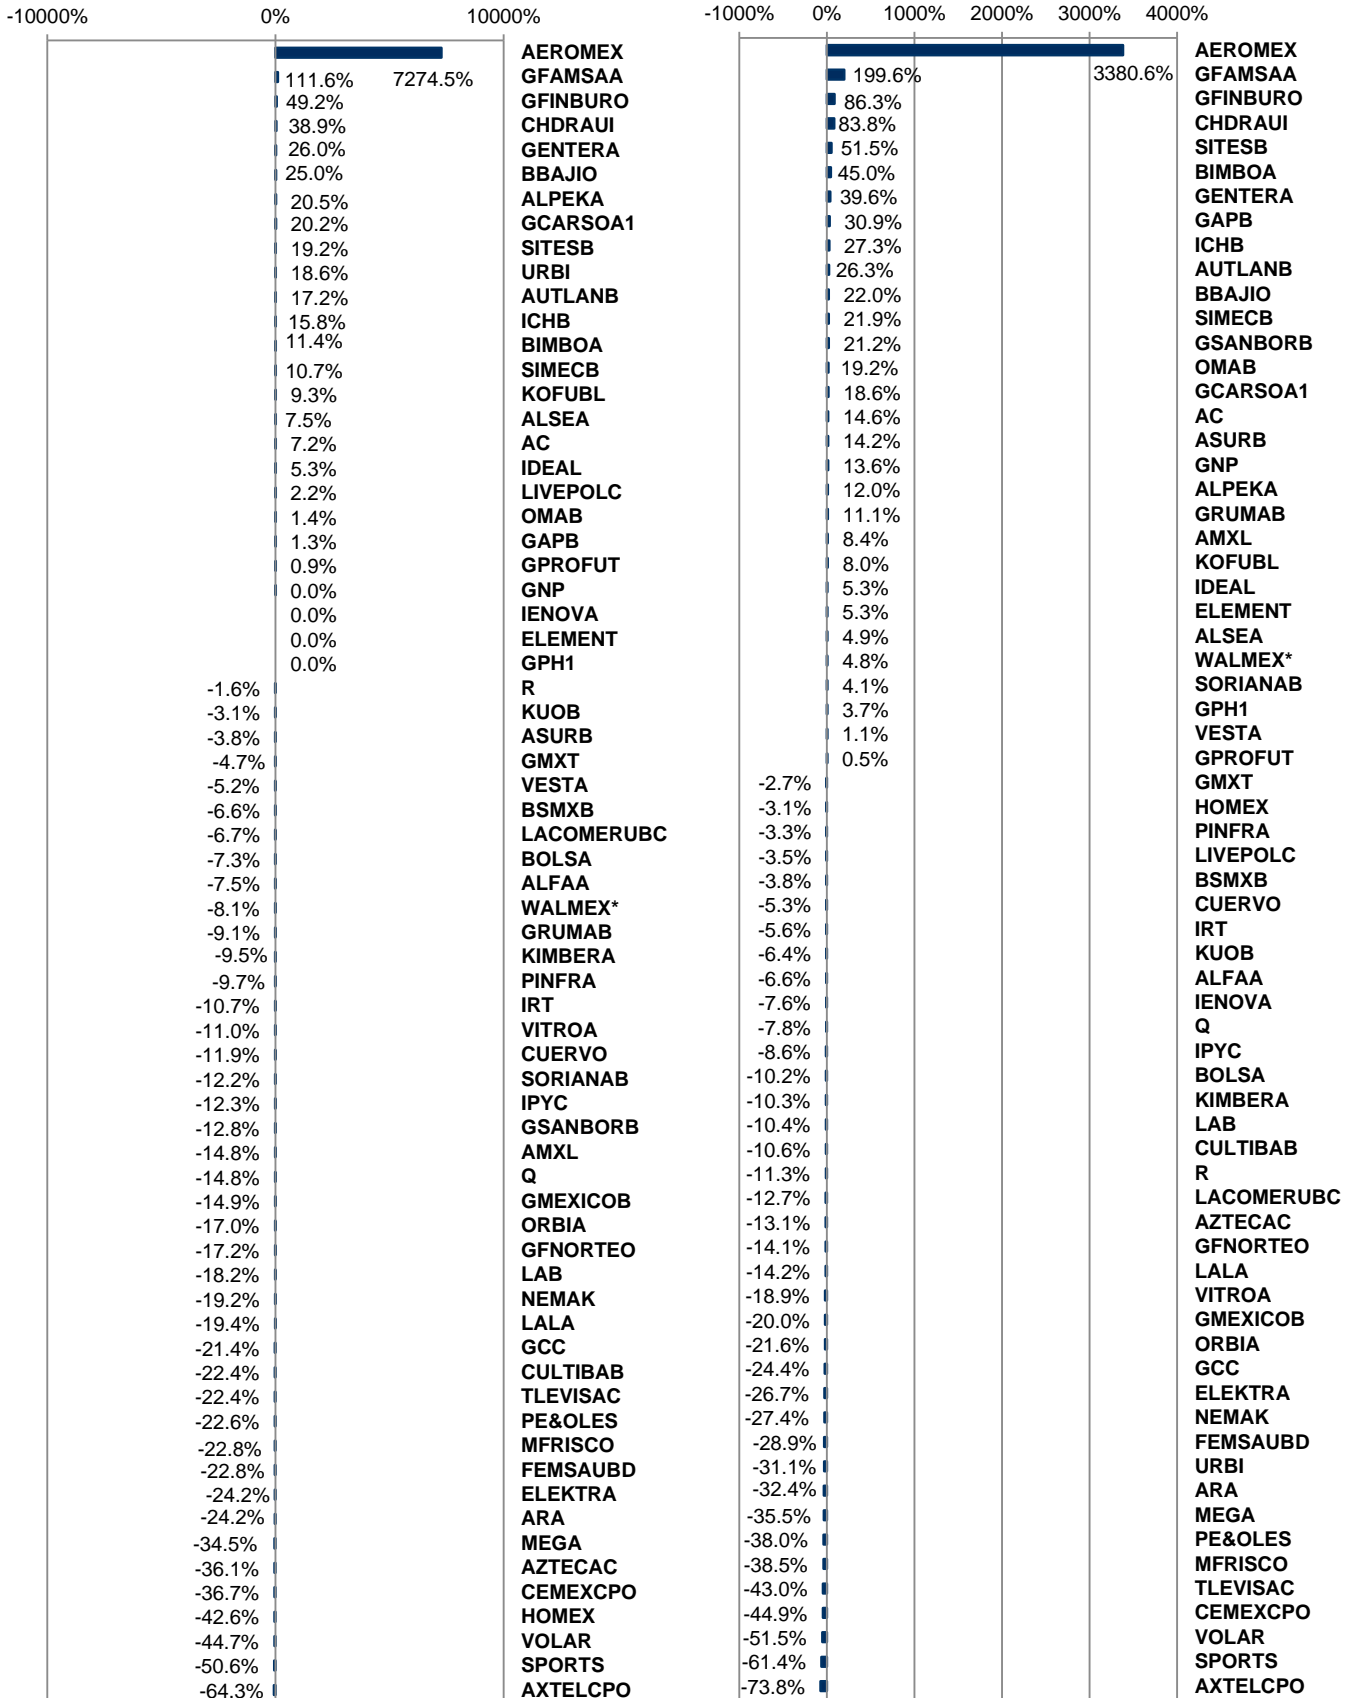 -10000% 0% 10000%
AEROMEX
111.6% 7274.5% GFAMSAA
49.2% GFINBURO
38.9% CHDRAUI
26.0% GENTERA
25.0% BBAJIO
20.5% ALPEKA
20.2% GCARSOA1
19.2% SITESB
18.6% URBI
17.2% AUTLANB
15.8% ICHB
11.4% BIMBOA
10.7% SIMECB
9.3% KOFUBL
7.5% ALSEA
7.2% AC
5.3% IDEAL
2.2% LIVEPOLC
1.4% OMAB
1.3% GAPB
0.9% GPROFUT
0.0% GNP
0.0% IENOVA
0.0% ELEMENT
0.0% GPH1
-1.6% R
-3.1% KUOB
-3.8% ASURB
-4.7% GMXT
-5.2% VESTA
-6.6% BSMXB
-6.7% LACOMERUBC
-7.3% BOLSA
-7.5% ALFAA
-8.1% WALMEX*
-9.1% GRUMAB
-9.5% KIMBERA
-9.7% PINFRA
-10.7% IRT
-11.0% VITROA
-11.9% CUERVO
-12.2% SORIANAB
-12.3% IPYC
-12.8% GSANBORB
-14.8% AMXL
-14.8% Q
-14.9% GMEXICOB
-17.0% ORBIA
-17.2% GFNORTEO
-18.2% LAB
-19.2% NEMAK
-19.4% LALA
-21.4% GCC
-22.4% CULTIBAB
-22.4% TLEVISAC
-22.6% PE&OLES
-22.8% MFRISCO
-22.8% FEMSAUBD
-24.2% ELEKTRA
-24.2% ARA
-34.5% MEGA
-36.1% AZTECAC
-36.7% CEMEXCPO
-42.6% HOMEX
-44.7% VOLAR
-50.6% SPORTS
-64.3% AXTELCPO
-1000% 0% 1000% 2000% 3000% 4000%
AEROMEX
199.6% 3380.6% GFAMSAA
86.3% GFINBURO
83.8% CHDRAUI
51.5% SITESB
45.0% BIMBOA
39.6% GENTERA
30.9% GAPB
27.3% ICHB
26.3% AUTLANB
22.0% BBAJIO
21.9% SIMECB
21.2% GSANBORB
19.2% OMAB
18.6% GCARSOA1
14.6% AC
14.2% ASURB
13.6% GNP
12.0% ALPEKA
11.1% GRUMAB
8.4% AMXL
8.0% KOFUBL
5.3% IDEAL
5.3% ELEMENT
4.9% ALSEA
4.8% WALMEX*
4.1% SORIANAB
3.7% GPH1
1.1% VESTA
0.5% GPROFUT
-2.7% GMXT
-3.1% HOMEX
-3.3% PINFRA
-3.5% LIVEPOLC
-3.8% BSMXB
-5.3% CUERVO
-5.6% IRT
-6.4% KUOB
-6.6% ALFAA
-7.6% IENOVA
-7.8% Q
-8.6% IPYC
-10.2% BOLSA
-10.3% KIMBERA
-10.4% LAB
-10.6% CULTIBAB
-11.3% R
-12.7% LACOMERUBC
-13.1% AZTECAC
-14.1% GFNORTEO
-14.2% LALA
-18.9% VITROA
-20.0% GMEXICOB
-21.6% ORBIA
-24.4% GCC
-26.7% ELEKTRA
-27.4% NEMAK
-28.9% FEMSAUBD
-31.1% URBI
-32.4% ARA
-35.5% MEGA
-38.0% PE&OLES
-38.5% MFRISCO
-43.0% TLEVISAC
-44.9% CEMEXCPO
-51.5% VOLAR
-61.4% SPORTS
-73.8% AXTELCPO